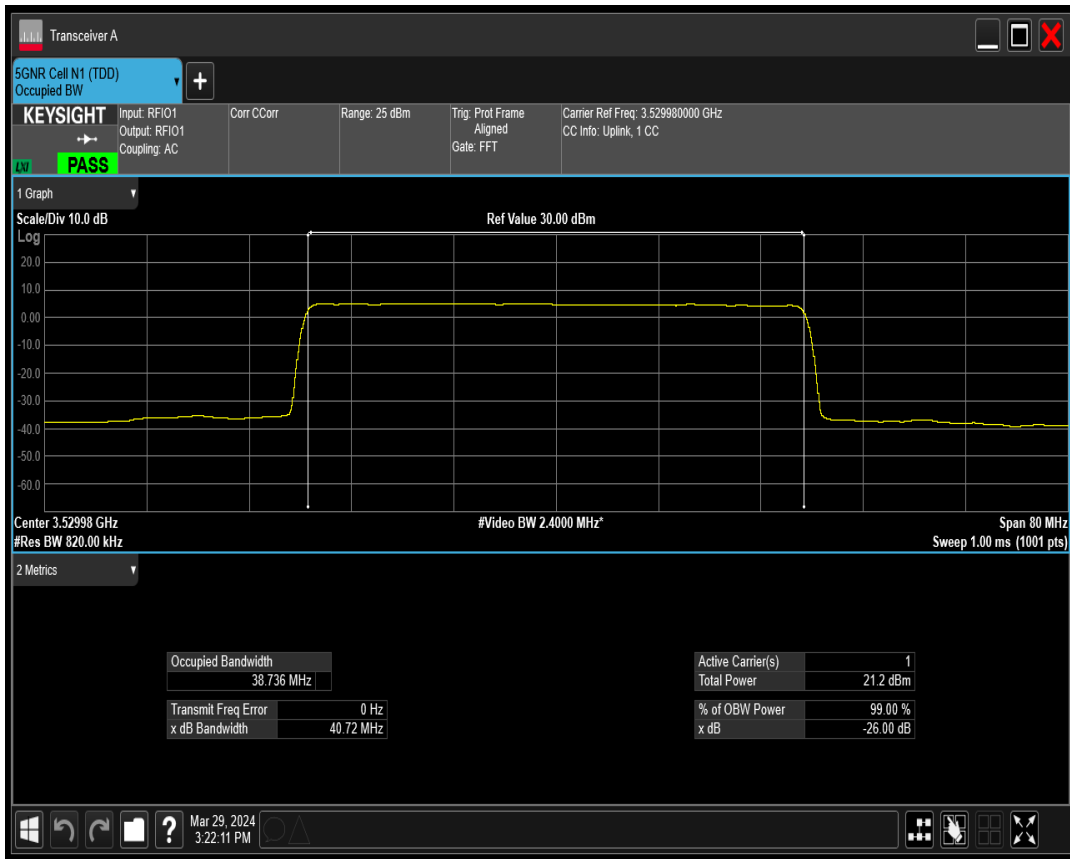 Transceiver A
5GNR Cell N1 (TDD)
Occupied BW
+
KEYSIGHT
LXI
PASS
Input: RFIO1
Output: RFIO1
Coupling: AC
Corr CCorr
Range: 25 dBm
Trig: Prot Frame
Aligned
Gate: FFT
Carrier Ref Freq: 3.529980000 GHz
CC Info: Uplink, 1 CC
1 Graph
Scale/Div 10.0 dB
Ref Value 30.00 dBm
Log
20.0
10.0
0.00
-10.0
-20.0
-30.0
-40.0
-50.0
-60.0
Center 3.52998 GHz
#Video BW 2.4000 MHz*
Span 80 MHz
#Res BW 820.00 kHz
Sweep 1.00 ms (1001 pts)
2 Metrics
Occupied Bandwidth
38.736 MHz
Transmit Freq Error 0 Hz
x dB Bandwidth 40.72 MHz
Active Carrier(s) 1
Total Power 21.2 dBm
% of OBW Power 99.00 %
x dB -26.00 dB
?
Mar 29, 2024
3:22:11 PM